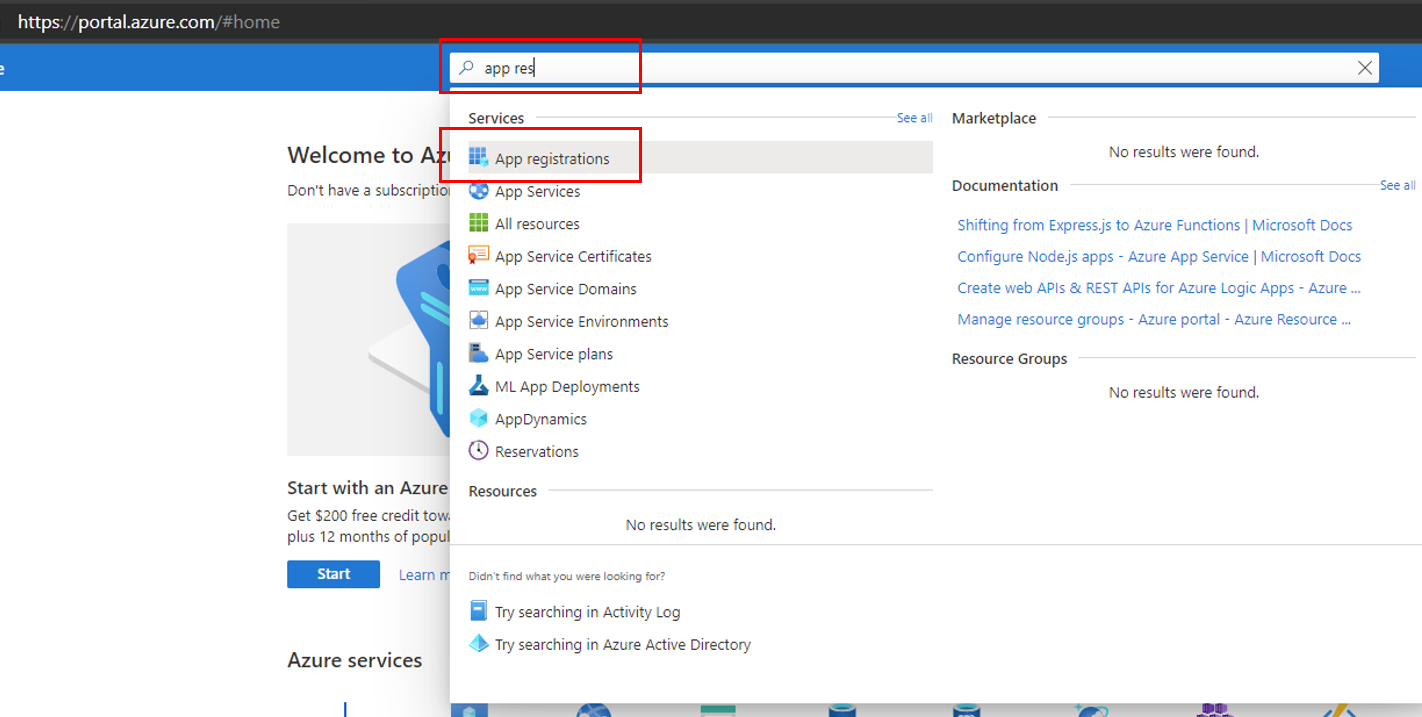 https://portal.azure.com/#home
e
app res
Services
See all
App registrations
App Services
All resources
App Service Certificates
App Service Domains
App Service Environments
App Service plans
ML App Deployments
AppDynamics
Reservations
Resources
No results were found.
Didn't find what you were looking for?
Try searching in Activity Log
Try searching in Azure Active Directory
Marketplace
No results were found.
Documentation
See all
Shifting from Express.js to Azure Functions | Microsoft Docs
Configure Node.js apps - Azure App Service | Microsoft Docs
Create web APIs & REST APIs for Azure Logic Apps - Azure ...
Manage resource groups - Azure portal - Azure Resource ...
Resource Groups
No results were found.
Welcome to Az
Don't have a subscriptio
Start with an Azure
Get $200 free credit tow
plus 12 months of popul
Start
Learn m
Azure services